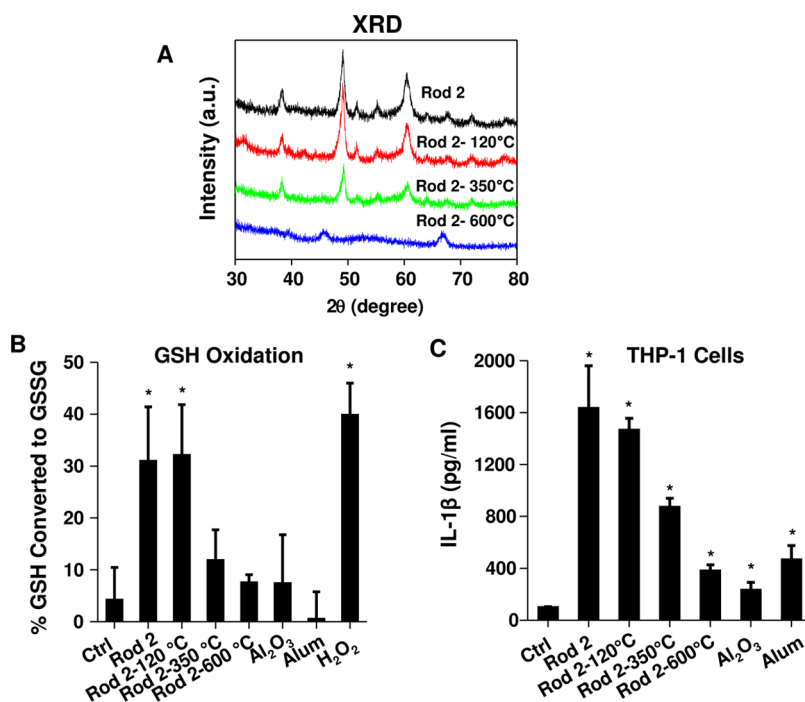 XRD
A
Intensity (a.u.)
Rod 2
Rod 2- 120°C
Rod 2- 350°C
Rod 2- 600°C
30 40 50 60 70 80
2θ (degree)
B
GSH Oxidation
% GSH Converted to GSSG
50
40
30
20
10
0
*
*
*
Ctrl
Rod 2
Rod 2-120 °C
Rod 2-350 °C
Rod 2-600 °C
Al₂O₃
Alum
H₂O₂
C
THP-1 Cells
IL-1β (pg/ml)
2000
1600
1200
800
400
0
*
*
*
*
*
*
Ctrl
Rod 2
Rod 2-120°C
Rod 2-350°C
Rod 2-600°C
Al₂O₃
Alum